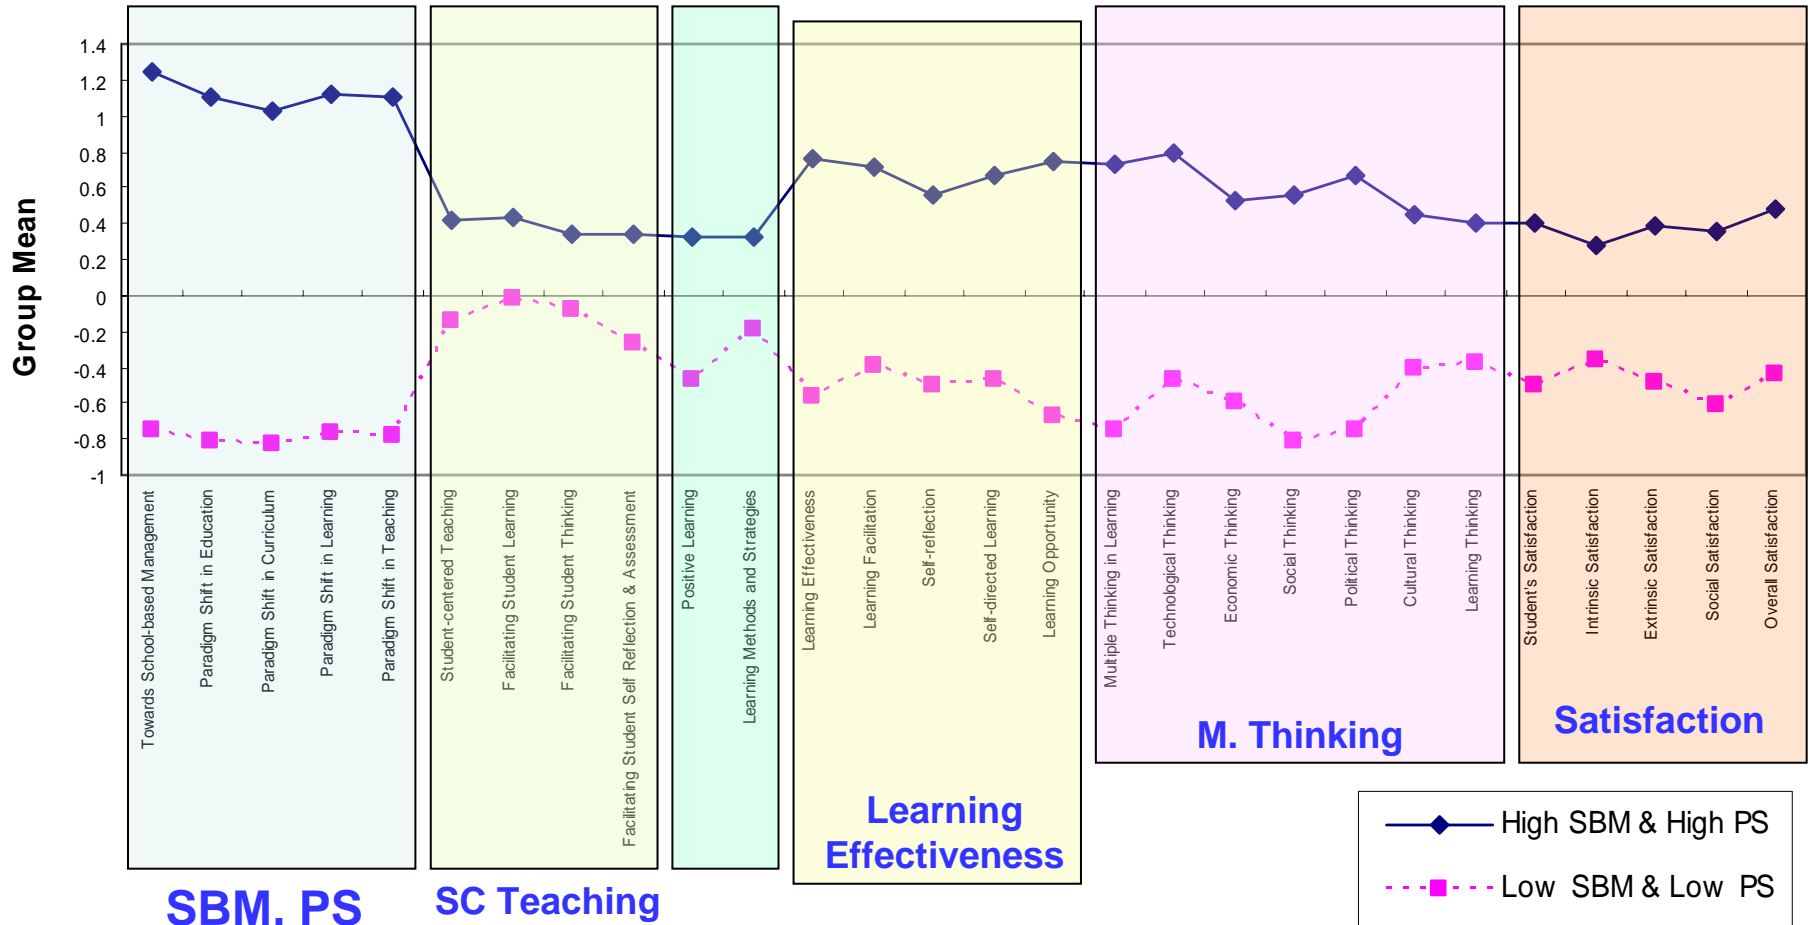 Group Mean
1.4
1.2
1
0.8
0.6
0.4
0.2
0
-0.2
-0.4
-0.6
-0.8
-1
Towards School-based Management
Paradigm Shift in Education
Paradigm Shift in Curriculum
Paradigm Shift in Learning
Paradigm Shift in Teaching
Student-centered Teaching
Facilitating Student Learning
Facilitating Student Thinking
Facilitating Student Self Reflection & Assessment
Positive Learning
Learning Methods and Strategies
Learning Effectiveness
Learning Facilitation
Self-reflection
Self-directed Learning
Learning Opportunity
Multiple Thinking in Learning
Technological Thinking
Economic Thinking
Social Thinking
Political Thinking
Cultural Thinking
Learning Thinking
Student's Satisfaction
Intrinsic Satisfaction
Extrinsic Satisfaction
Social Satisfaction
Overall Satisfaction
SBM. PS
SC Teaching
Learning
Effectiveness
M. Thinking
Satisfaction
High SBM & High PS
Low SBM & Low PS